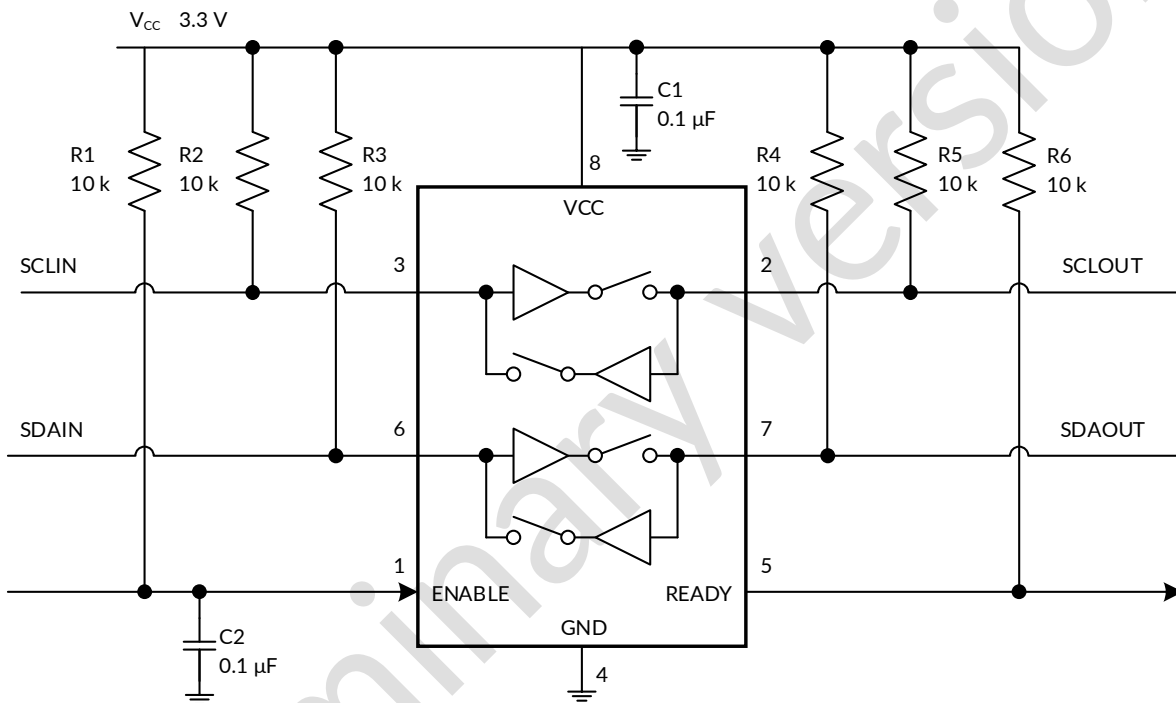 VCC 3.3 V
C1
0.1 µF
R1
10 k
R2
10 k
R3
10 k
8
R4
10 k
R5
10 k
R6
10 k
VCC
SCLIN
3
2
SCLOUT
SDAIN
6
7
SDAOUT
1
ENABLE
READY
5
C2
0.1 µF
GND
4
minary version